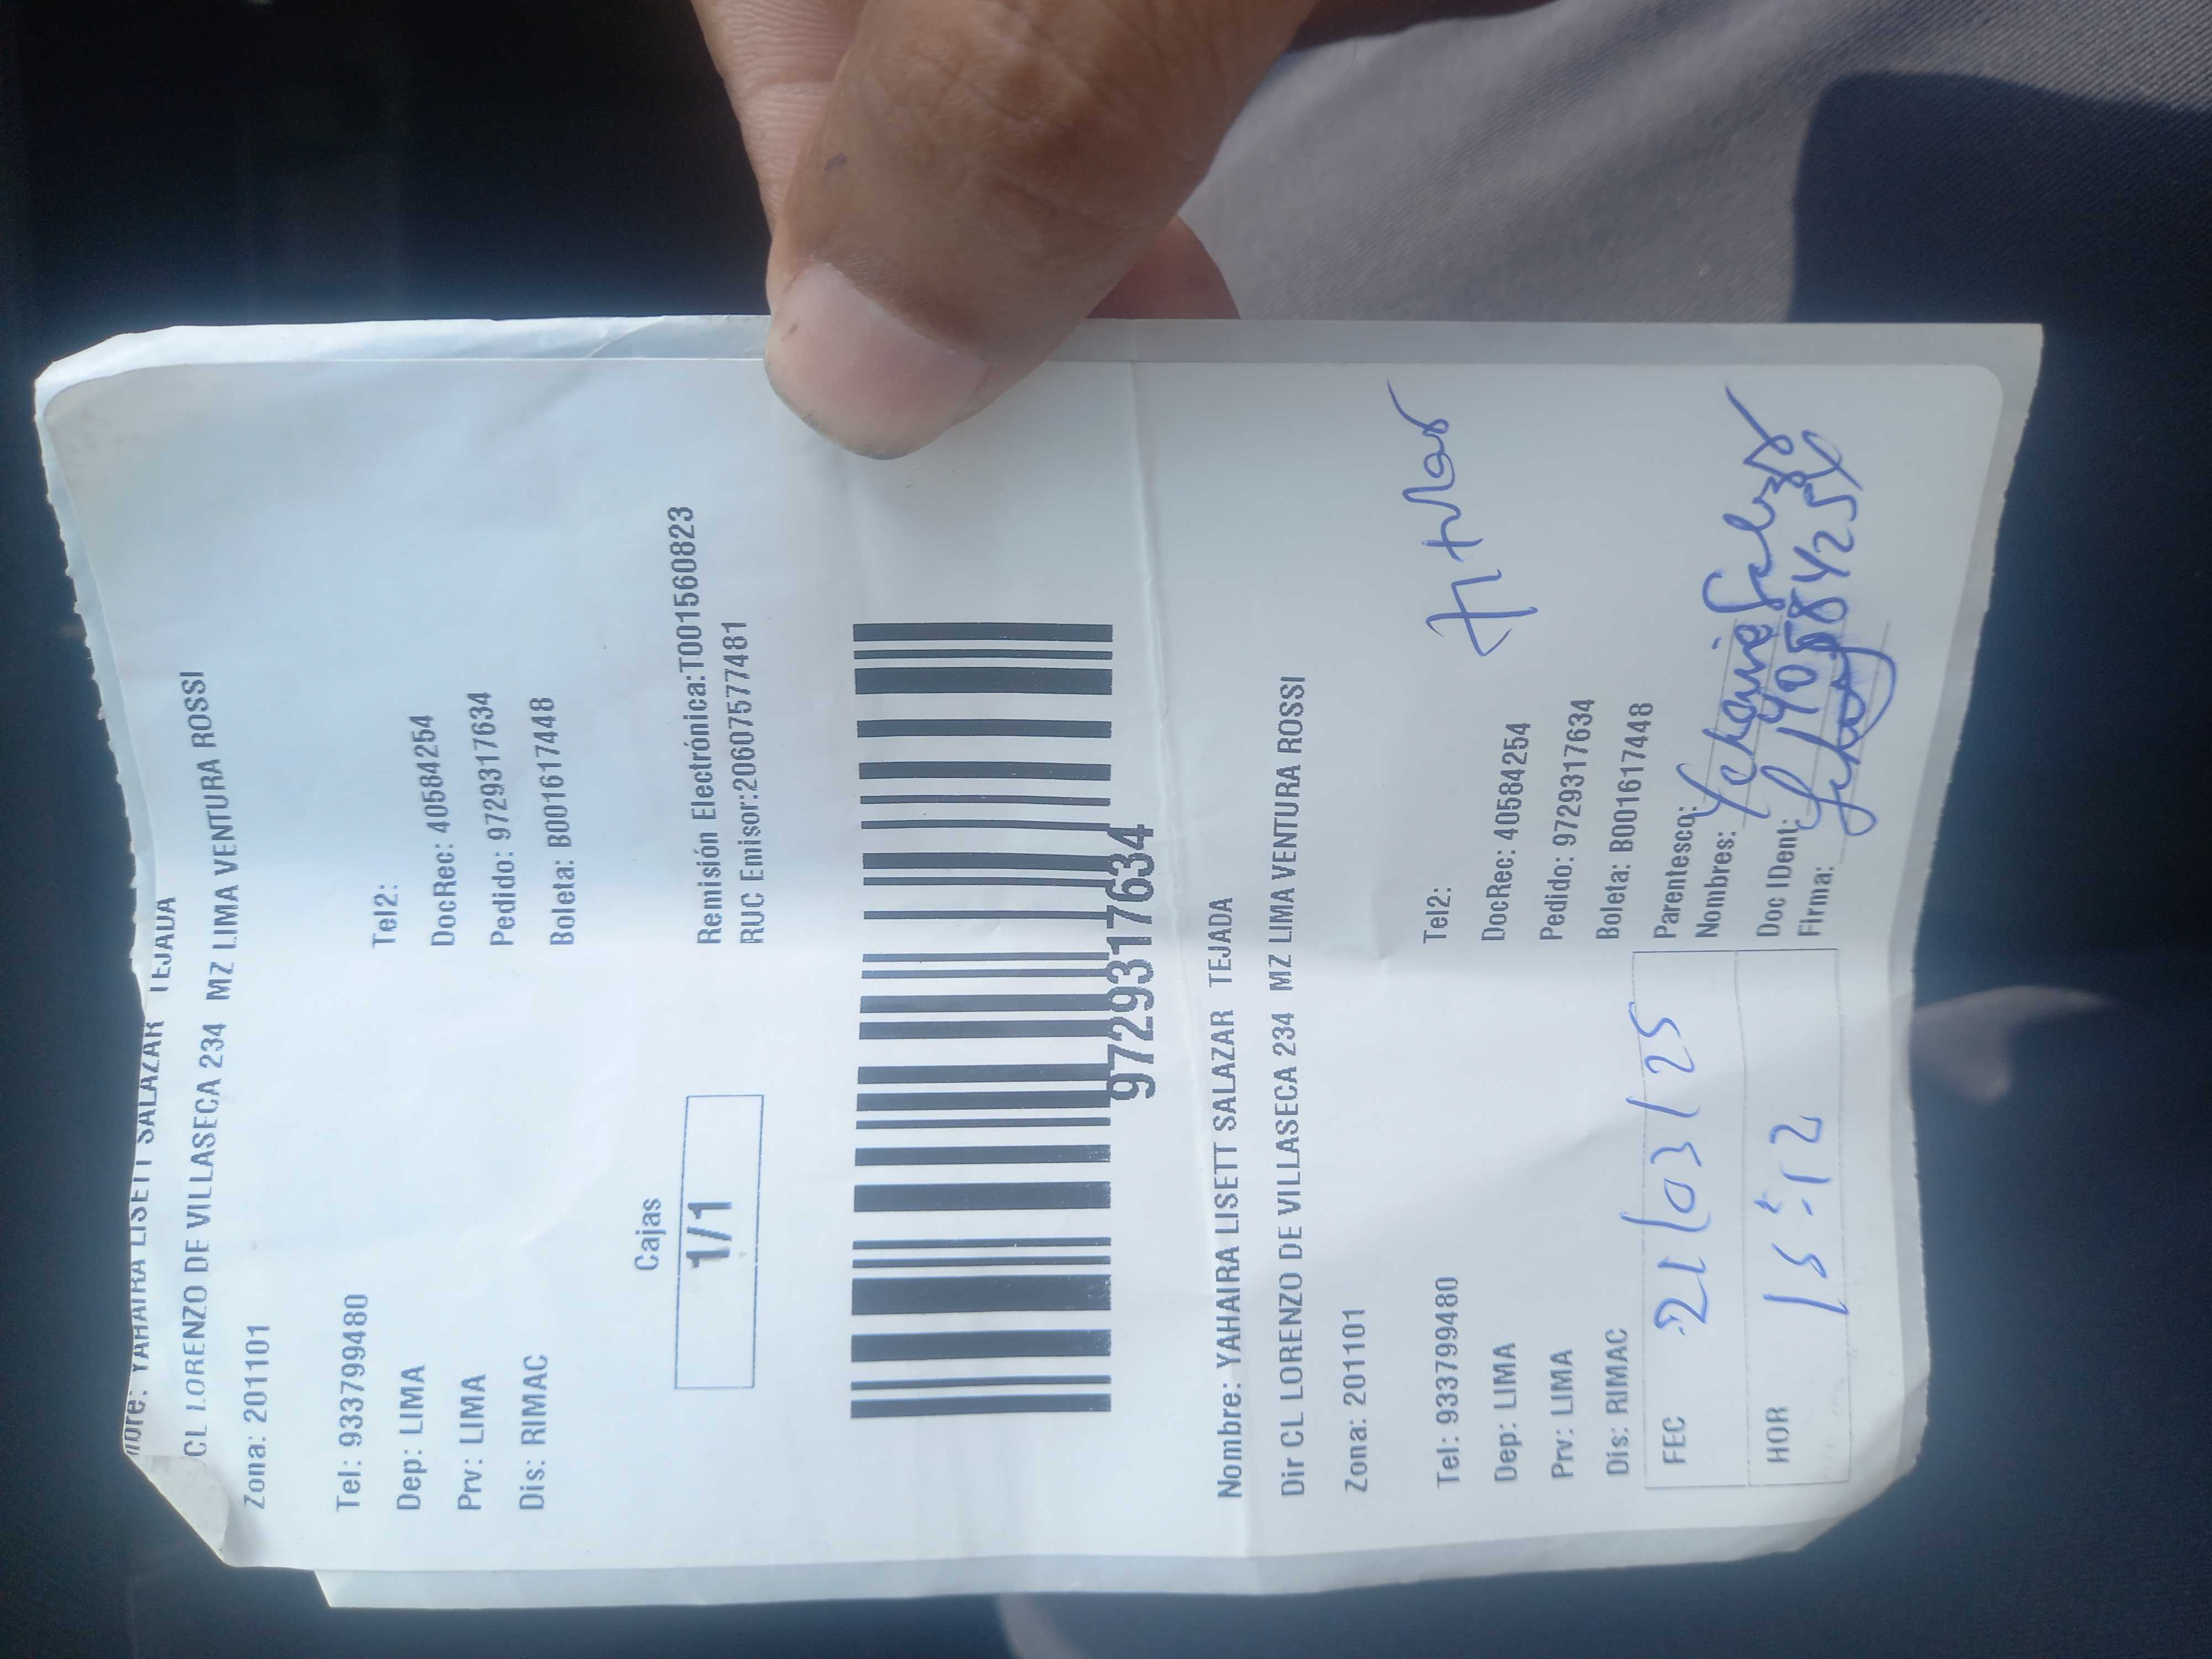 Nombre: YAHAIRA LISETT SALAZAR TEJADA
CL LORENZO DE VILLASECA 234 MZ LIMA VENTURA ROSSI
Zona: 201101
Tel: 933799480 Tel2:
Dep: LIMA DocRec: 40584254
Prv: LIMA Pedido: 9729317634
Dis: RIMAC Boleta: B001617448
Cajas
1/1
Remisión Electrónica:T001560823
RUC Emisor:20607577481
9729317634
Nombre: YAHAIRA LISETT SALAZAR TEJADA
Dir CL LORENZO DE VILLASECA 234 MZ LIMA VENTURA ROSSI
Zona: 201101
Tel: 933799480 Tel2:
Dep: LIMA DocRec: 40584254
Prv: LIMA Pedido: 9729317634
Dis: RIMAC Boleta: B001617448
FEC 21/03/25 Parentesco: Titular
Nombres: Salazar
HOR 15:12 Doc IDent: 40584254
Firma: